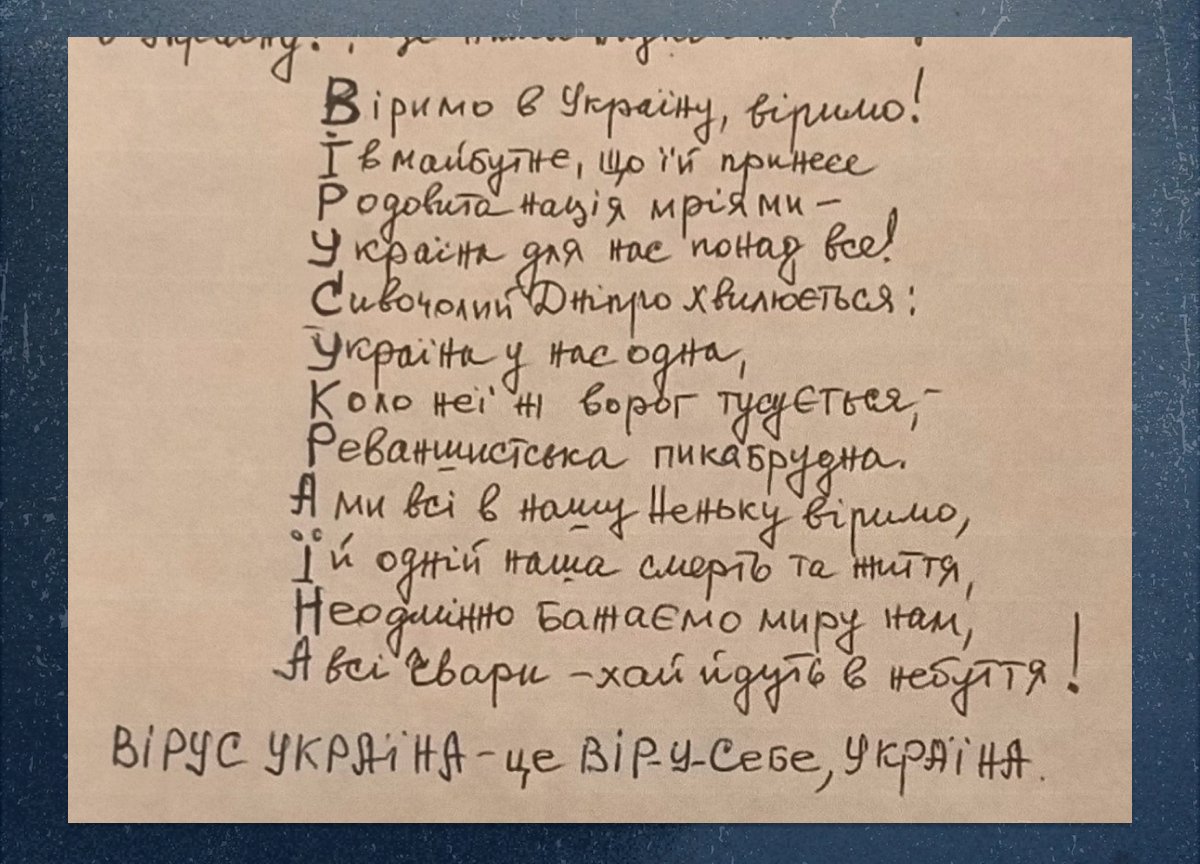 в Україну!
Віримо в Україну, віримо!
І в майбутнє, що їй принесе
Родовита нація мріями –
Україна для нас понад все!
Сивочолий Дніпро хвилюється:
Україна у нас одна,
Коло неї ж ворог тусується,-
Реваншистська пика брудна.
А ми всі в нашу Неньку віримо,
Їй одній наша смерть та життя,
Неодмінно бажаємо миру нам,
А всі чвари – хай йдуть в небуття!
ВІРУС УКРАЇНА – це ВІР-У-Себе, УКРАЇНА.